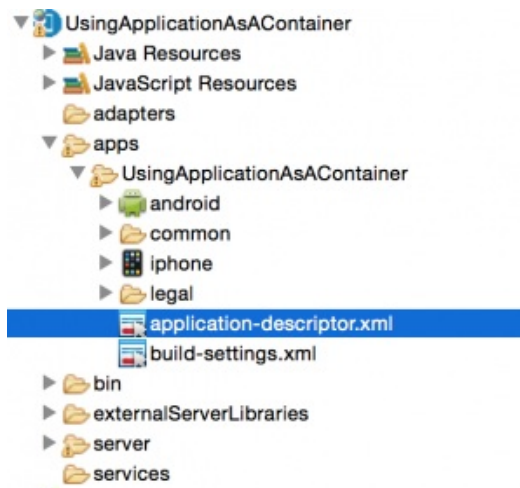 UsingApplicationAsAContainer
Java Resources
JavaScript Resources
adapters
apps
UsingApplicationAsAContainer
android
common
iphone
legal
application-descriptor.xml
build-settings.xml
bin
externalServerLibraries
server
services